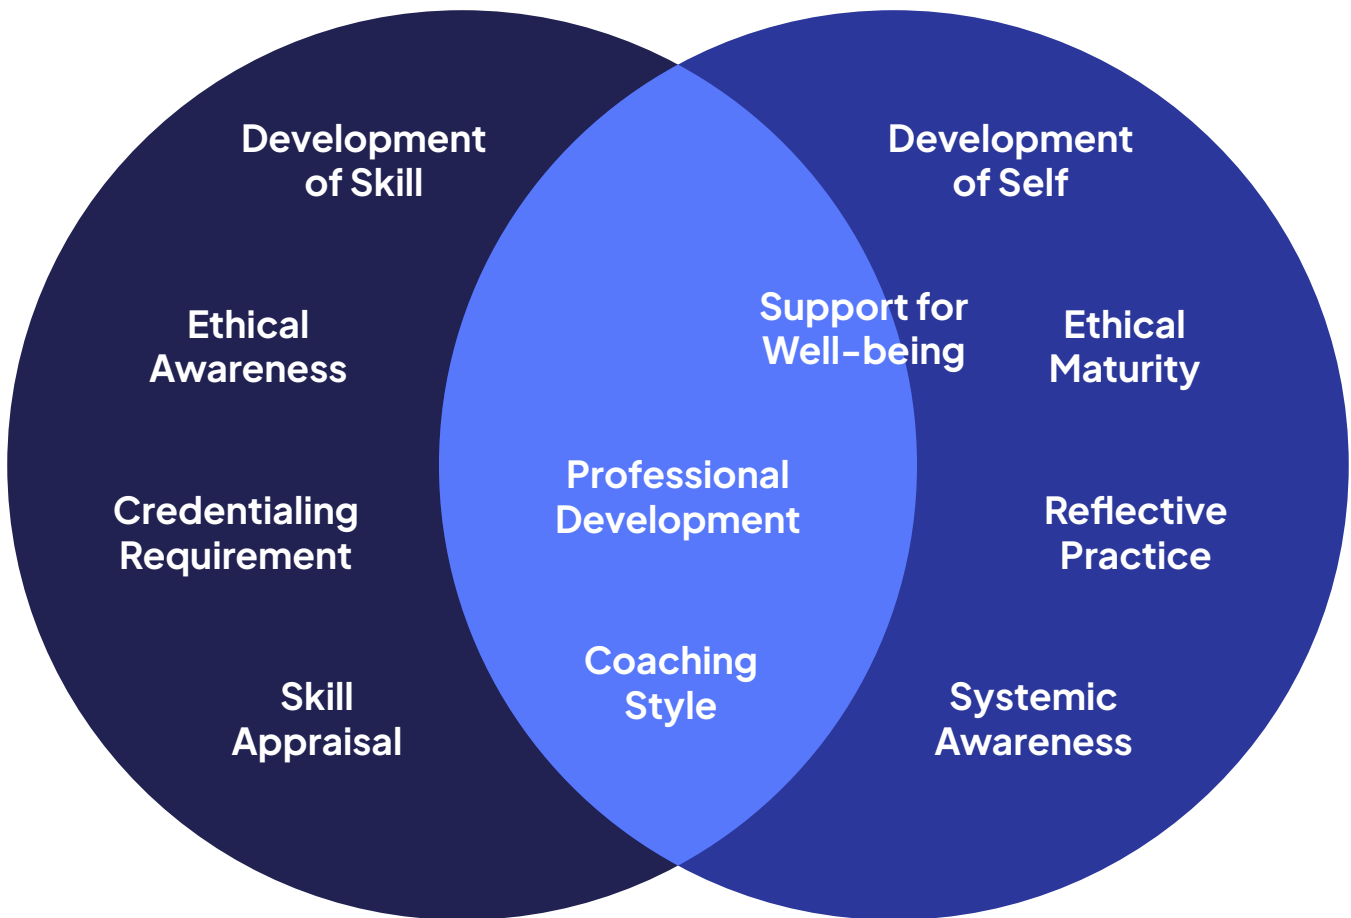 Development
of Skill
Ethical
Awareness
Credentialing
Requirement
Skill
Appraisal
Support for
Well-being
Professional
Development
Coaching
Style
Development
of Self
Ethical
Maturity
Reflective
Practice
Systemic
Awareness